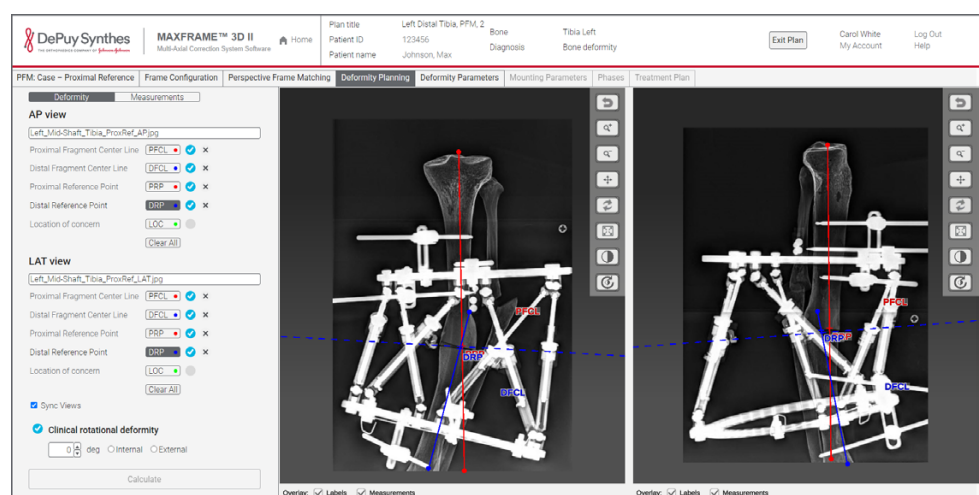 DePuy Synthes
THE ORTHOPAEDICS COMPANY OF Johnson & Johnson
MAXFRAME™ 3D II
Multi-Axial Correction System Software
Home
Plan title Left Distal Tibia, PFM, 2
Patient ID 123456
Patient name Johnson, Max
Bone Tibia Left
Diagnosis Bone deformity
Exit Plan
Carol White
My Account
Log Out
Help
PFM: Case – Proximal Reference Frame Configuration Perspective Frame Matching Deformity Planning Deformity Parameters Mounting Parameters Phases Treatment Plan
Deformity Measurements
AP view
Left_Mid-Shaft_Tibia_ProxRef_AP.jpg
Proximal Fragment Center Line PFCL
Distal Fragment Center Line DFCL
Proximal Reference Point PRP
Distal Reference Point DRP
Location of concern LOC
Clear All
LAT view
Left_Mid-Shaft_Tibia_ProxRef_LAT.jpg
Proximal Fragment Center Line PFCL
Distal Fragment Center Line DFCL
Proximal Reference Point PRP
Distal Reference Point DRP
Location of concern LOC
Clear All
Sync Views
Clinical rotational deformity
0 deg Internal External
Calculate
PFCL
DRP
DFCL
Overlay: Labels Measurements
PFCL
DRP
DFCL
Overlay: Labels Measurements